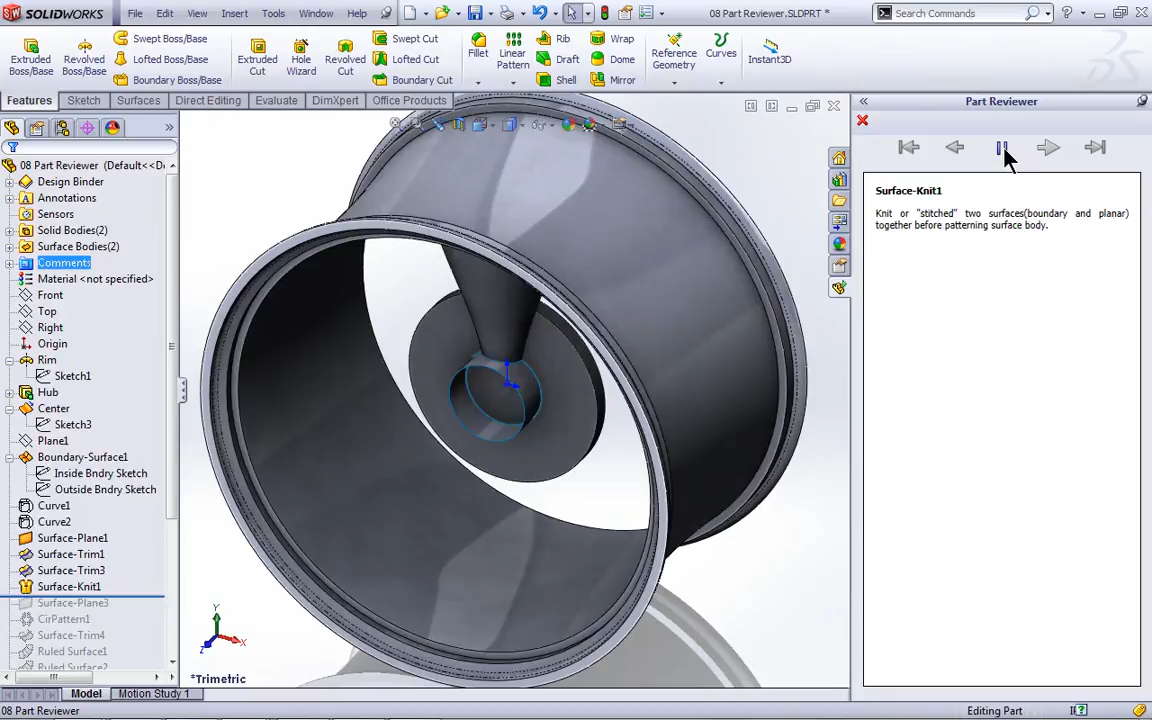 SOLIDWORKS File Edit View Insert Tools Window Help 08 Part Reviewer.SLDPRT * Search Commands
Extruded Boss/Base
Revolved Boss/Base
Swept Boss/Base
Lofted Boss/Base
Boundary Boss/Base
Extruded Cut
Hole Wizard
Revolved Cut
Swept Cut
Lofted Cut
Boundary Cut
Fillet
Linear Pattern
Rib
Draft
Shell
Wrap
Dome
Mirror
Reference Geometry
Curves
Instant3D
Features Sketch Surfaces Direct Editing Evaluate DimXpert Office Products
Part Reviewer
08 Part Reviewer (Default<<D
Design Binder
Annotations
Sensors
Solid Bodies(2)
Surface Bodies(2)
Comments
Material <not specified>
Front
Top
Right
Origin
Rim
Sketch1
Hub
Center
Sketch3
Plane1
Boundary-Surface1
Inside Bndry Sketch
Outside Bndry Sketch
Curve1
Curve2
Surface-Plane1
Surface-Trim1
Surface-Trim3
Surface-Knit1
Surface-Plane3
CirPattern1
Surface-Trim4
Ruled Surface1
Ruled Surface2
Surface-Knit1
Knit or "stitched" two surfaces(boundary and planar)
together before patterning surface body.
Y
X
Z
*Trimetric
Model Motion Study 1
08 Part Reviewer Editing Part